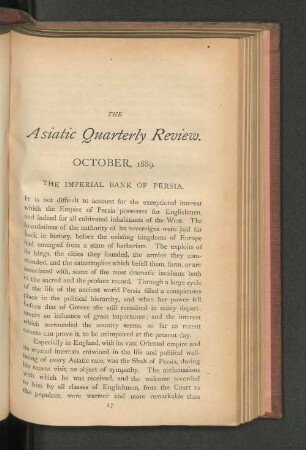 THE
Asiatic Quarterly Review.
OCTOBER, 1889.
THE IMPERIAL BANK OF PERSIA.
It is not difficult to account for the exceptional interest
which the Empire of Persia possesses for Englishmen
and indeed for all cultivated inhabitants of the West. The
foundations of the authority of its sovereigns were laid far
back in history, before the existing kingdoms of Europe
had emerged from a state of barbarism. The exploits of
its kings, the cities they founded, the armies they com-
manded, and the catastrophes which befell them, form, or are
associated with, some of the most dramatic incidents both
in the sacred and the profane record. Through a large cycle
of the life of the ancient world Persia filled a conspicuous
place in the political hierarchy, and when her power fell
before that of Greece she still remained in many depart-
ments an influence of great importance; and the interest
which surrounded the country seems, so far as recent
events can prove it, to be unimpaired at the present day.
Especially in England, with its vast Oriental empire and
its myriad interests entwined in the life and political well-
being of every Asiatic race, was the Shah of Persia, during
his recent visit, an object of sympathy. The acclamations
with which he was received, and the welcome accorded
to him by all classes of Englishmen, from the Court to
the populace, were warmer and more remarkable than
17